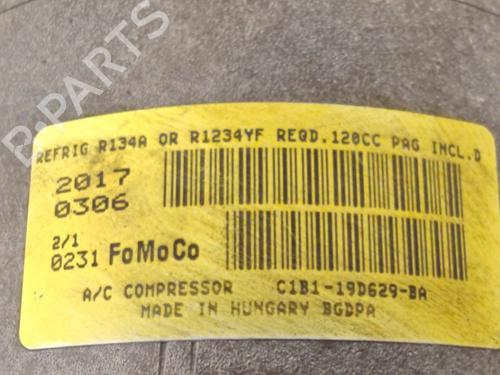 REFRIG R134A OR R1234YF REQD.120CC PAG INCL.D
2017
0306
2/1
0231 FoMoCo
A/C COMPRESSOR C1B1-19D629-BA
MADE IN HUNGARY BGDPA
B-PARTS